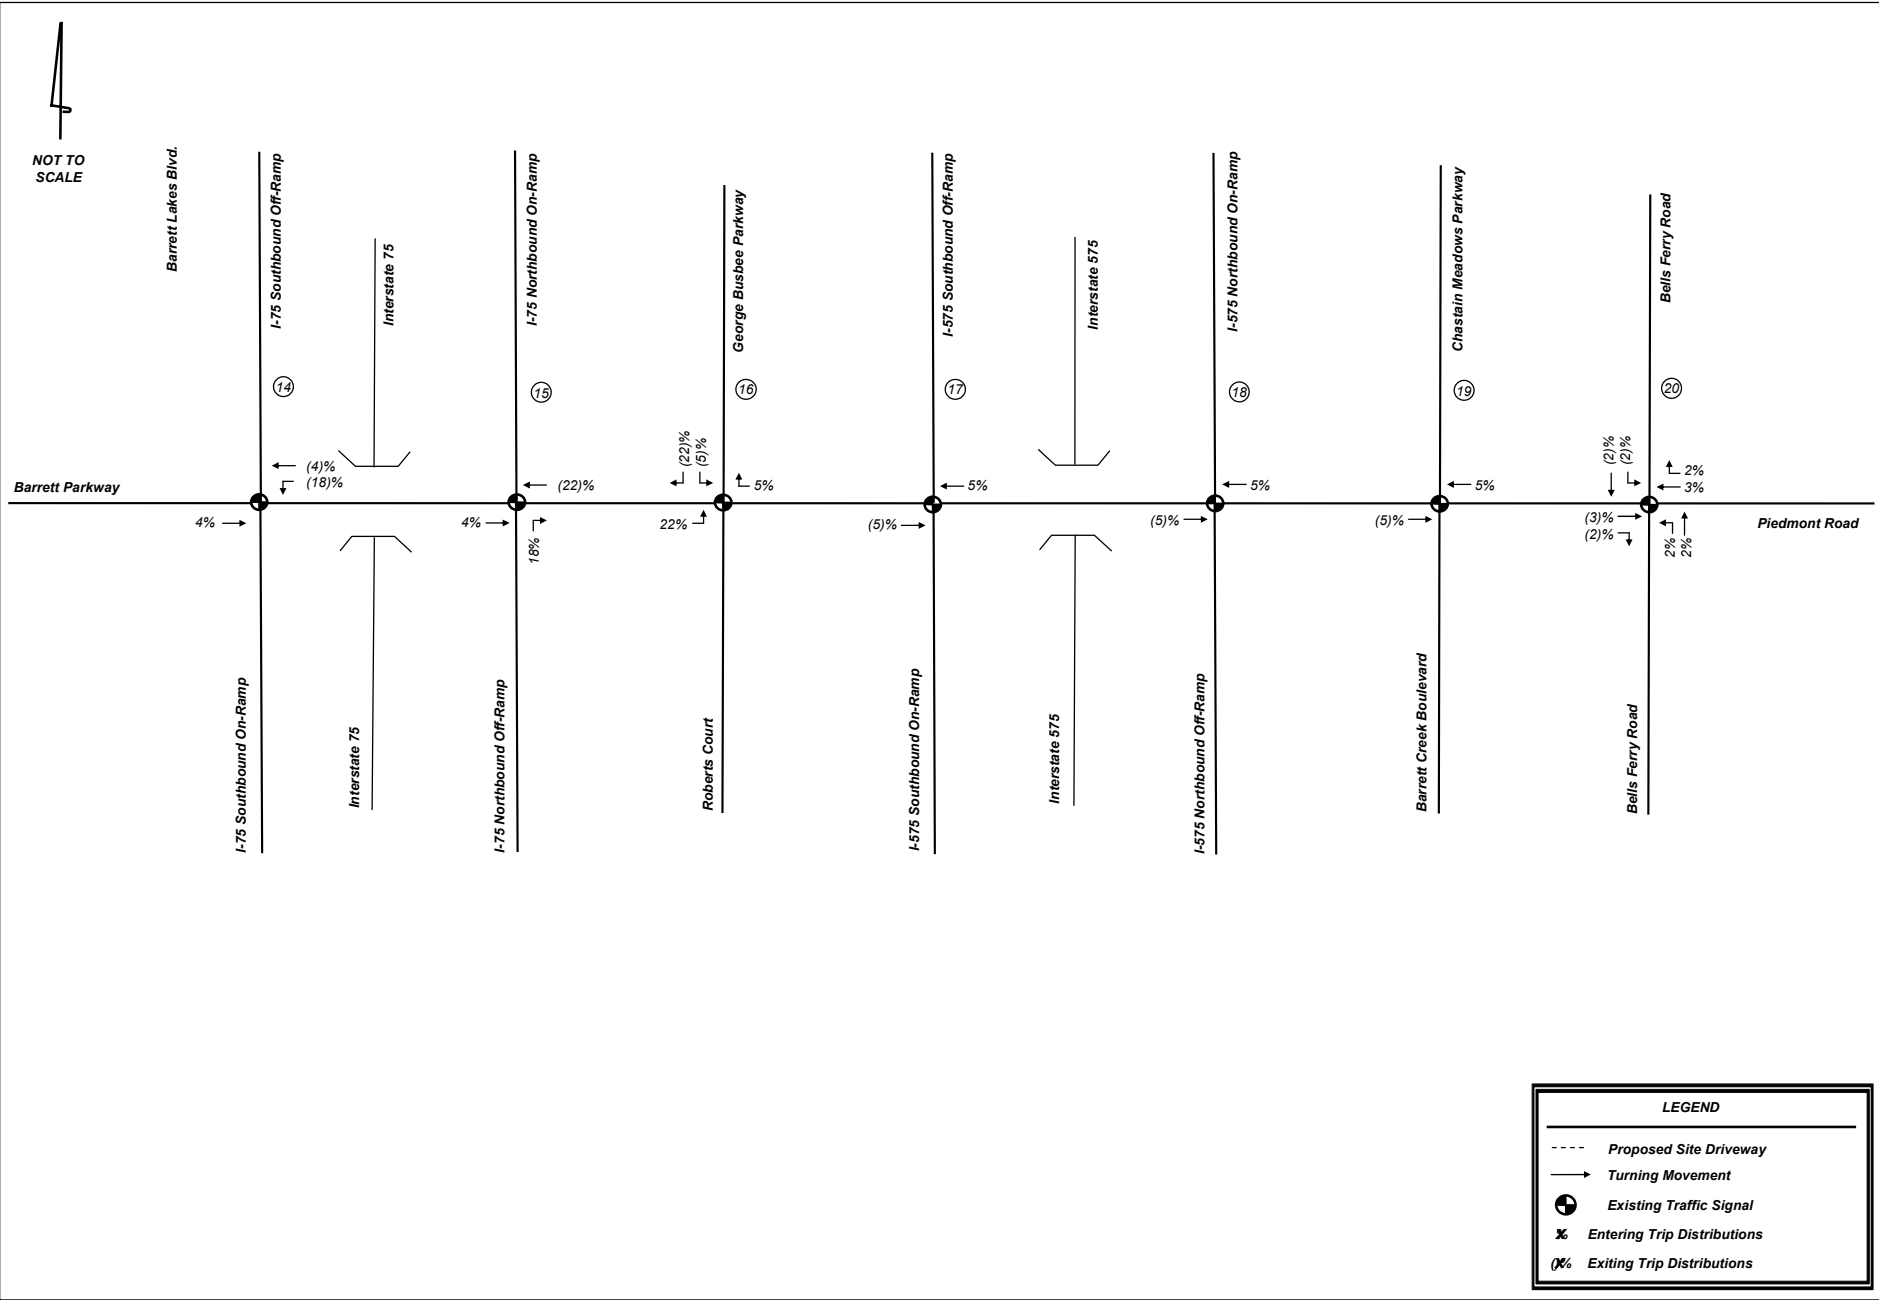 NOT TO
SCALE
Barrett Lakes Blvd.
I-75 Southbound Off-Ramp
Interstate 75
I-75 Northbound On-Ramp
George Busbee Parkway
I-575 Southbound Off-Ramp
Interstate 575
I-575 Northbound On-Ramp
Chastain Meadows Parkway
Bells Ferry Road
14
15
16
17
18
19
20
(4)%
(18)%
(22)%
(22)%
(5)%
5%
5%
5%
5%
(2)%
(2)%
2%
3%
Barrett Parkway
4%
4%
18%
22%
(5)%
(5)%
(5)%
(3)%
(2)%
2%
2%
Piedmont Road
I-75 Southbound On-Ramp
Interstate 75
I-75 Northbound Off-Ramp
Roberts Court
I-575 Southbound On-Ramp
Interstate 575
I-575 Northbound Off-Ramp
Barrett Creek Boulevard
Bells Ferry Road
LEGEND
Proposed Site Driveway
Turning Movement
Existing Traffic Signal
X% Entering Trip Distributions
(X)% Exiting Trip Distributions